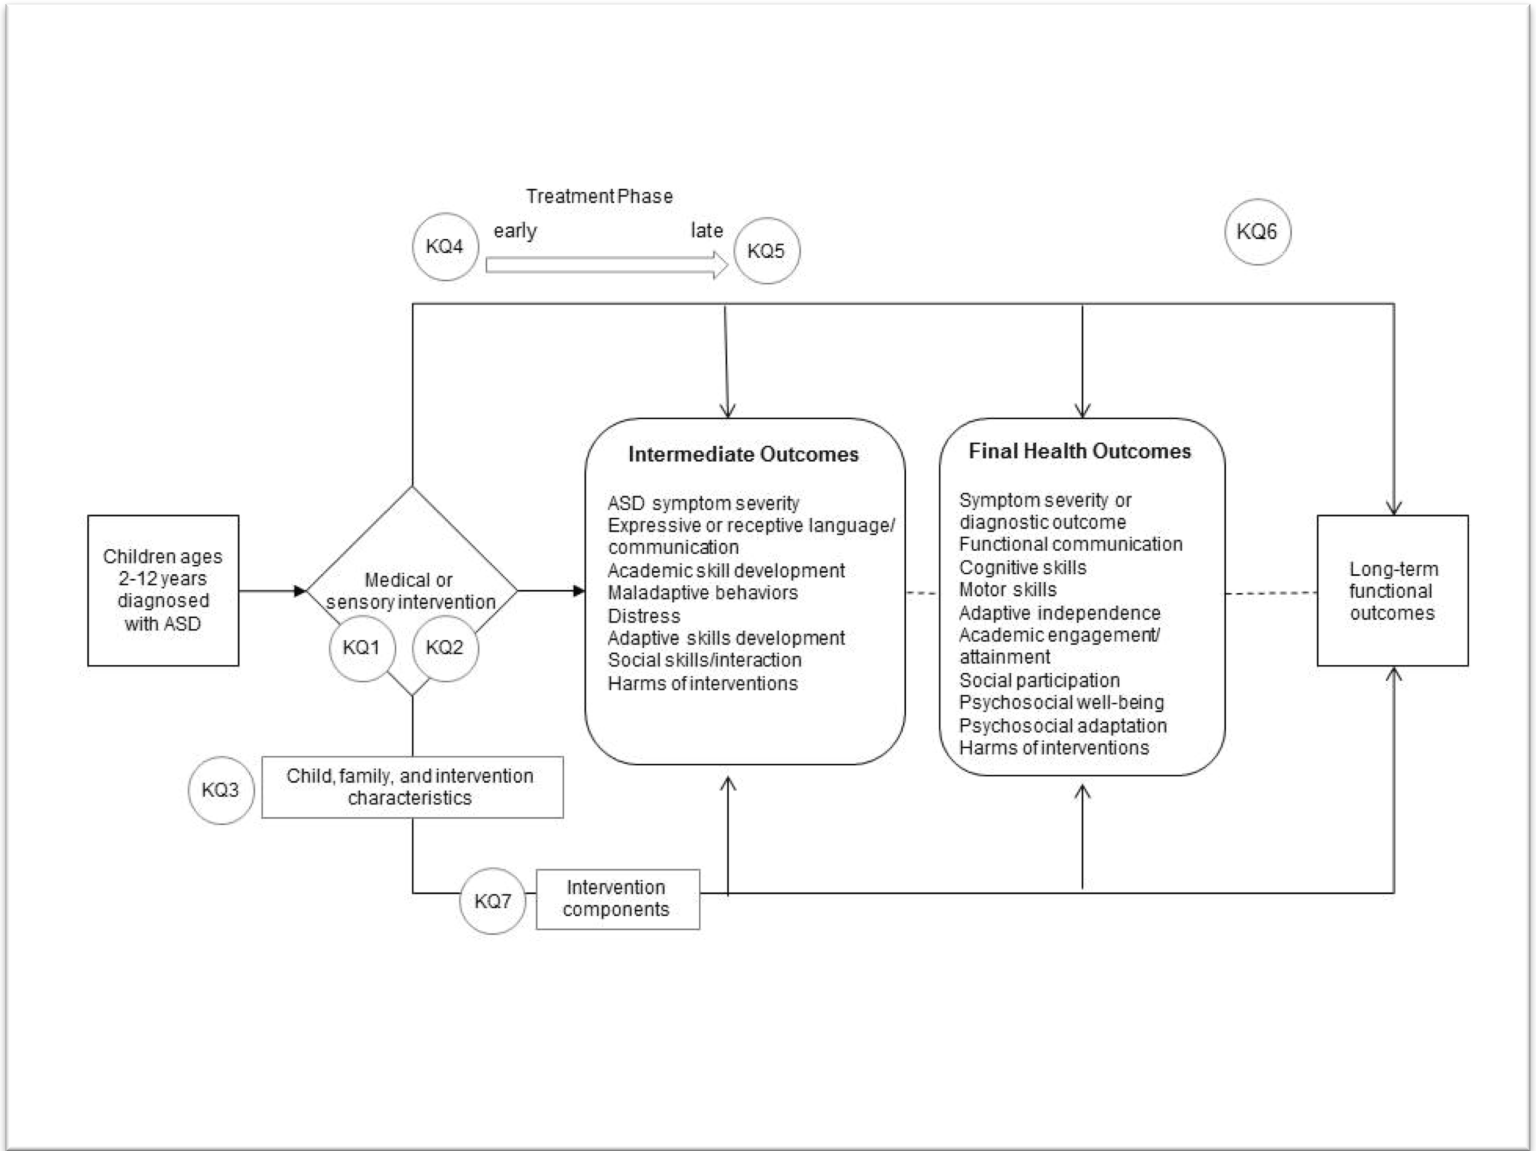 Treatment Phase
KQ4
early
late
KQ5
KQ6
Children ages
2-12 years
diagnosed
with ASD
Medical or
sensory intervention
KQ1
KQ2
Intermediate Outcomes
ASD symptom severity
Expressive or receptive language/
communication
Academic skill development
Maladaptive behaviors
Distress
Adaptive skills development
Social skills/interaction
Harms of interventions
Final Health Outcomes
Symptom severity or
diagnostic outcome
Functional communication
Cognitive skills
Motor skills
Adaptive independence
Academic engagement/
attainment
Social participation
Psychosocial well-being
Psychosocial adaptation
Harms of interventions
Long-term
functional
outcomes
KQ3
Child, family, and intervention
characteristics
KQ7
Intervention
components